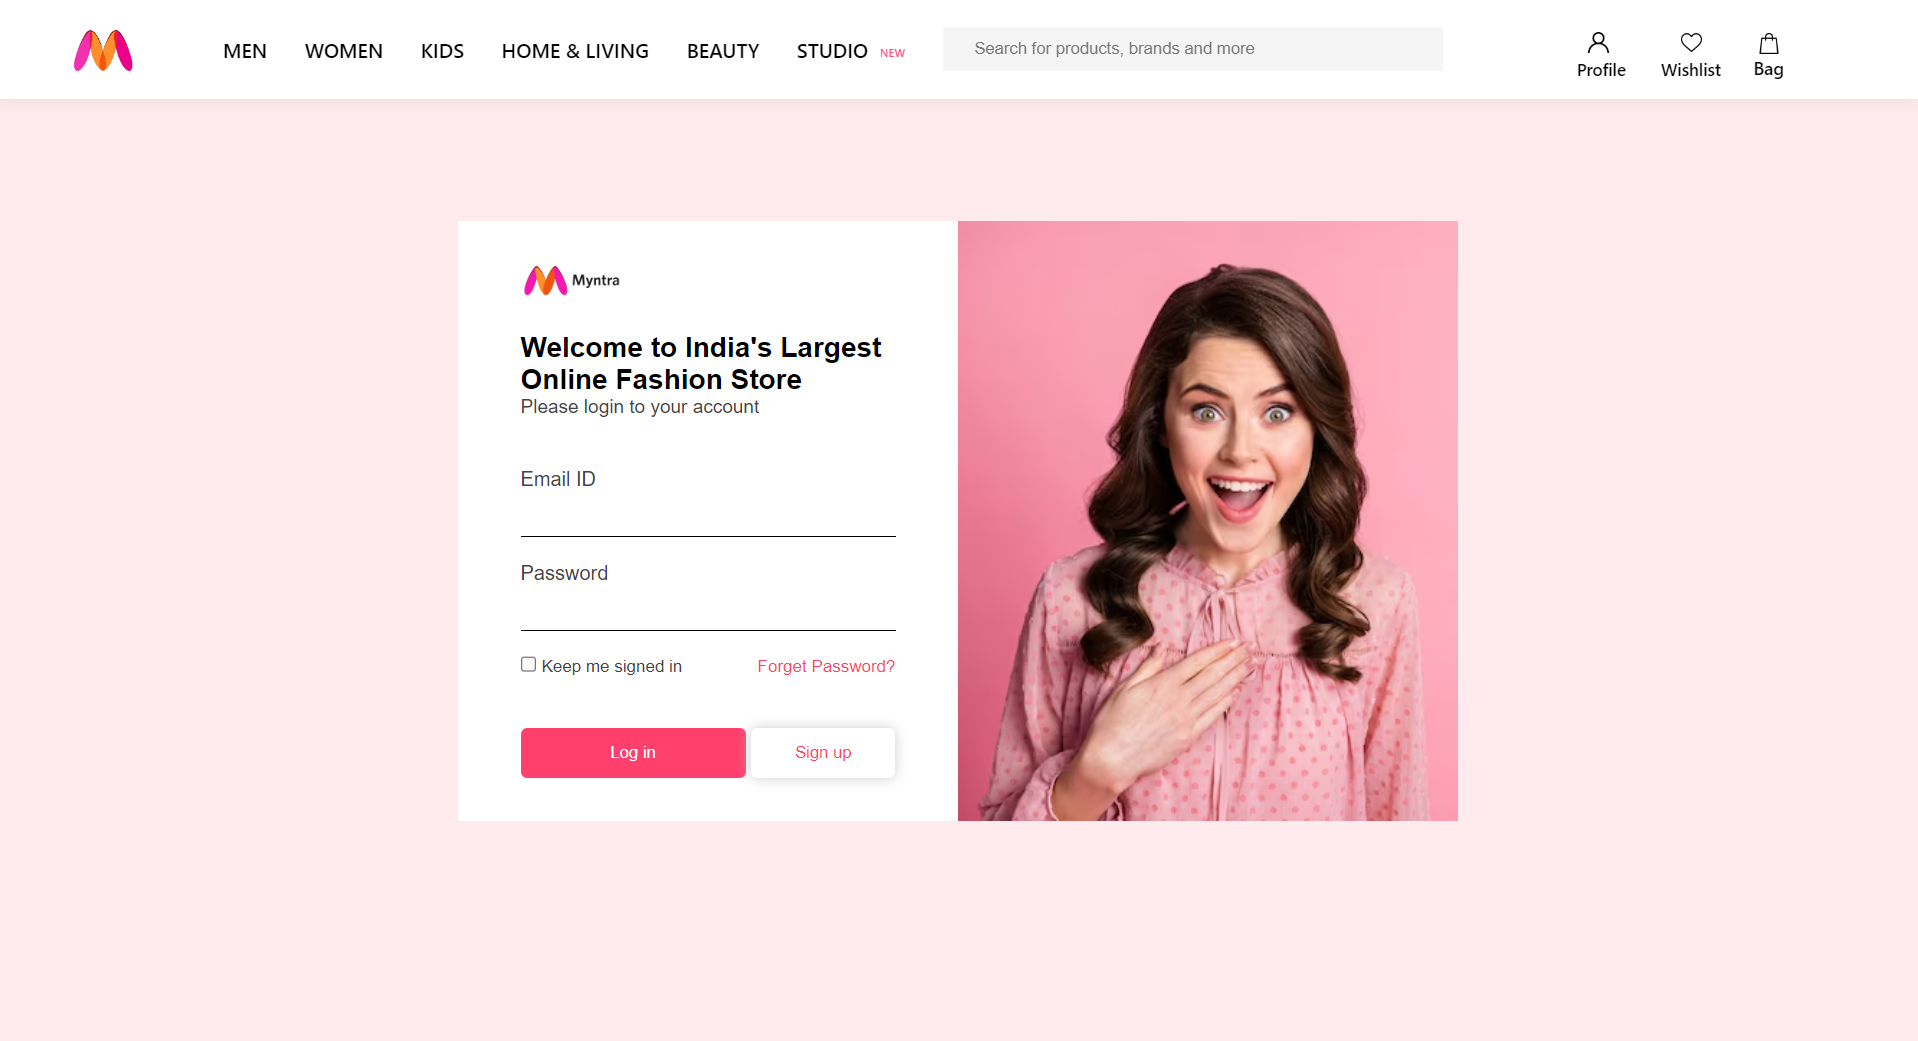 MEN WOMEN KIDS HOME & LIVING BEAUTY STUDIO NEW Search for products, brands and more
Profile Wishlist Bag
Myntra
Welcome to India's Largest
Online Fashion Store
Please login to your account
Email ID
Password
Keep me signed in Forget Password?
Log in Sign up